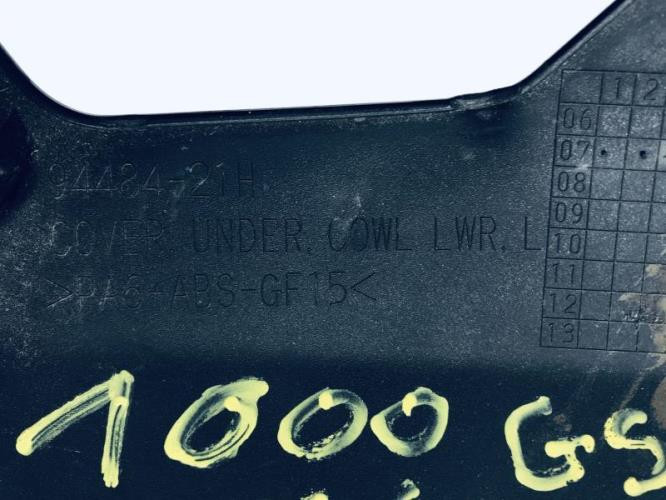 94484-21H
COVER, UNDER, COWL LWR, L
>PA6-ABS-GF15<
1 2
06
07
08
09
10
11
12
13
1000 GS